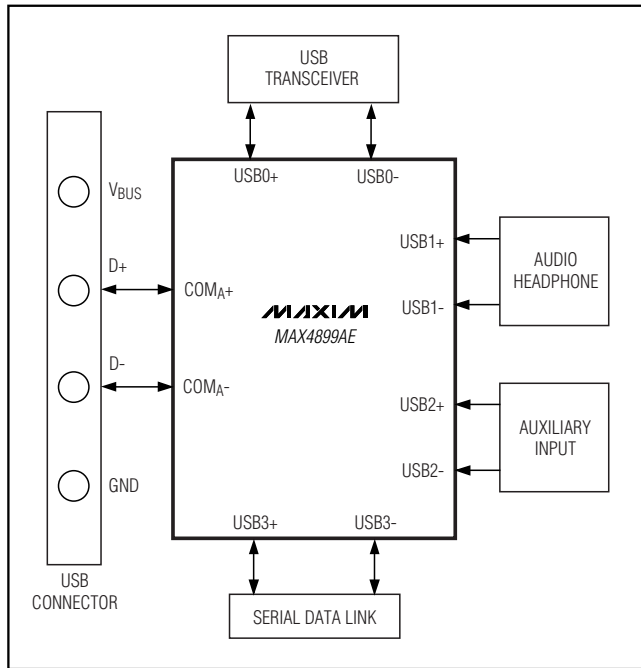 USB
TRANSCEIVER
USB0+
USB0-
VBUS
D+
COMA+
D-
COMA-
GND
USB
CONNECTOR
MAXIM
MAX4899AE
USB1+
USB1-
AUDIO
HEADPHONE
USB2+
USB2-
AUXILIARY
INPUT
USB3+
USB3-
SERIAL DATA LINK